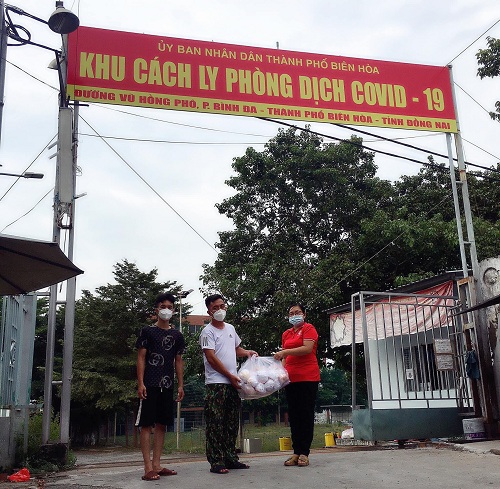 ỦY BAN NHÂN DÂN THÀNH PHỐ BIÊN HÒA
KHU CÁCH LY PHÒNG DỊCH COVID - 19
ĐƯỜNG VŨ HỒNG PHÔ, P. BÌNH ĐA - THÀNH PHỐ BIÊN HÒA - TỈNH ĐỒNG NAI